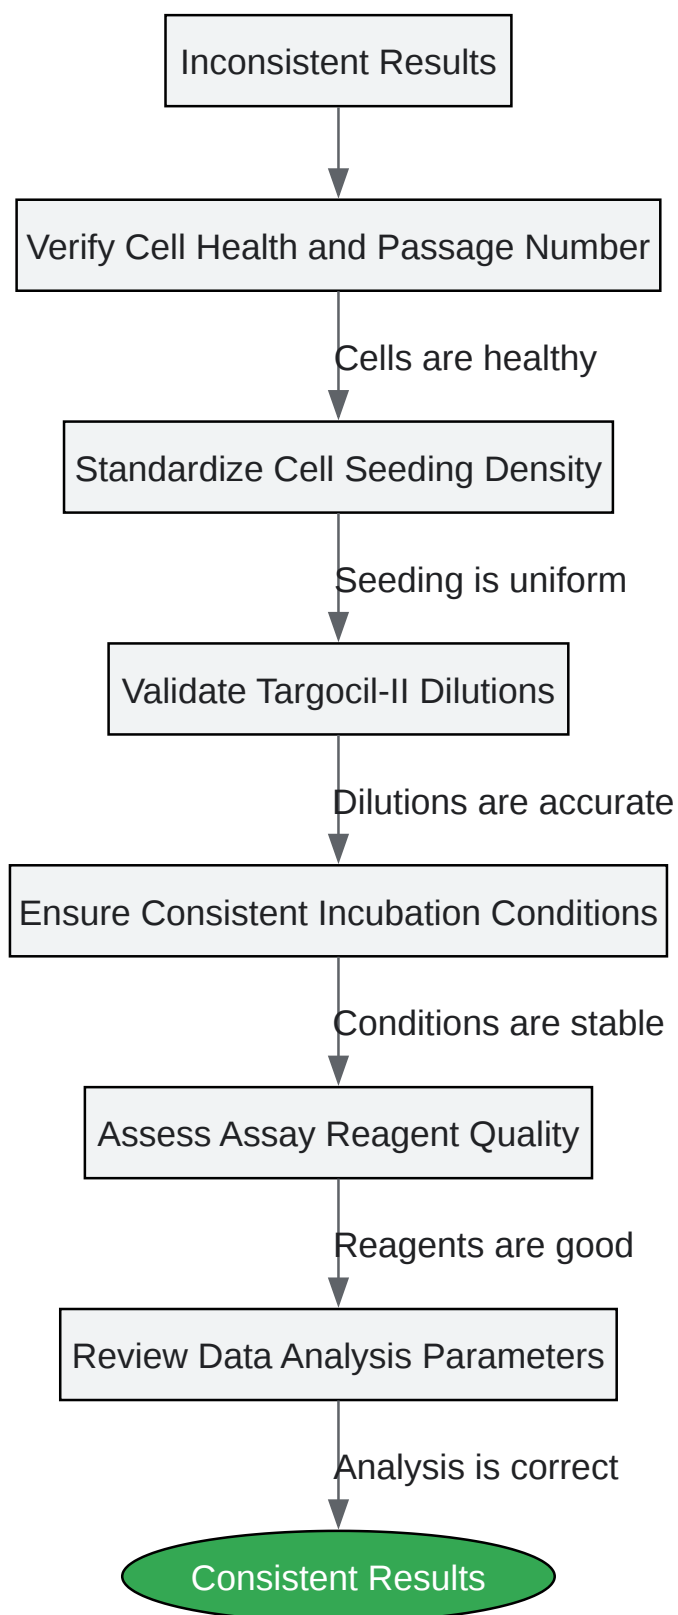 Inconsistent Results
Verify Cell Health and Passage Number
Cells are healthy
Standardize Cell Seeding Density
Seeding is uniform
Validate Targocil-II Dilutions
Dilutions are accurate
Ensure Consistent Incubation Conditions
Conditions are stable
Assess Assay Reagent Quality
Reagents are good
Review Data Analysis Parameters
Analysis is correct
Consistent Results